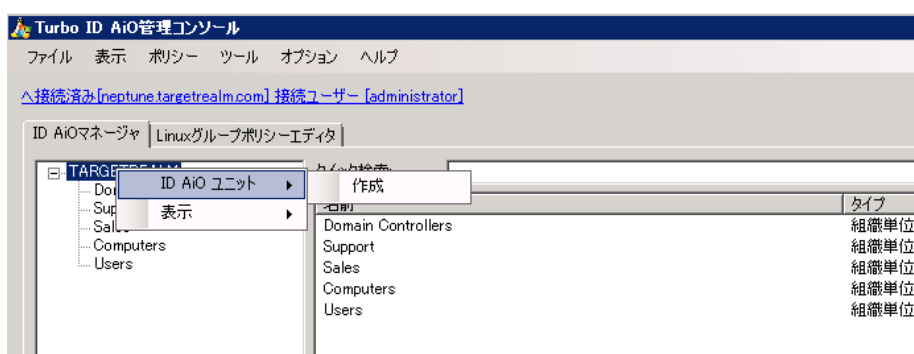 Turbo ID AiO管理コンソール
ファイル 表示 ポリシー ツール オプション ヘルプ
へ接続済み[neptune.targetrealm.com] 接続ユーザー [administrator]
ID AiOマネージャ Linuxグループポリシーエディタ
ID AiO ユニット
表示
作成
Computers
Users
名前 タイプ
Domain Controllers 組織単位
Support 組織単位
Sales 組織単位
Computers 組織単位
Users 組織単位